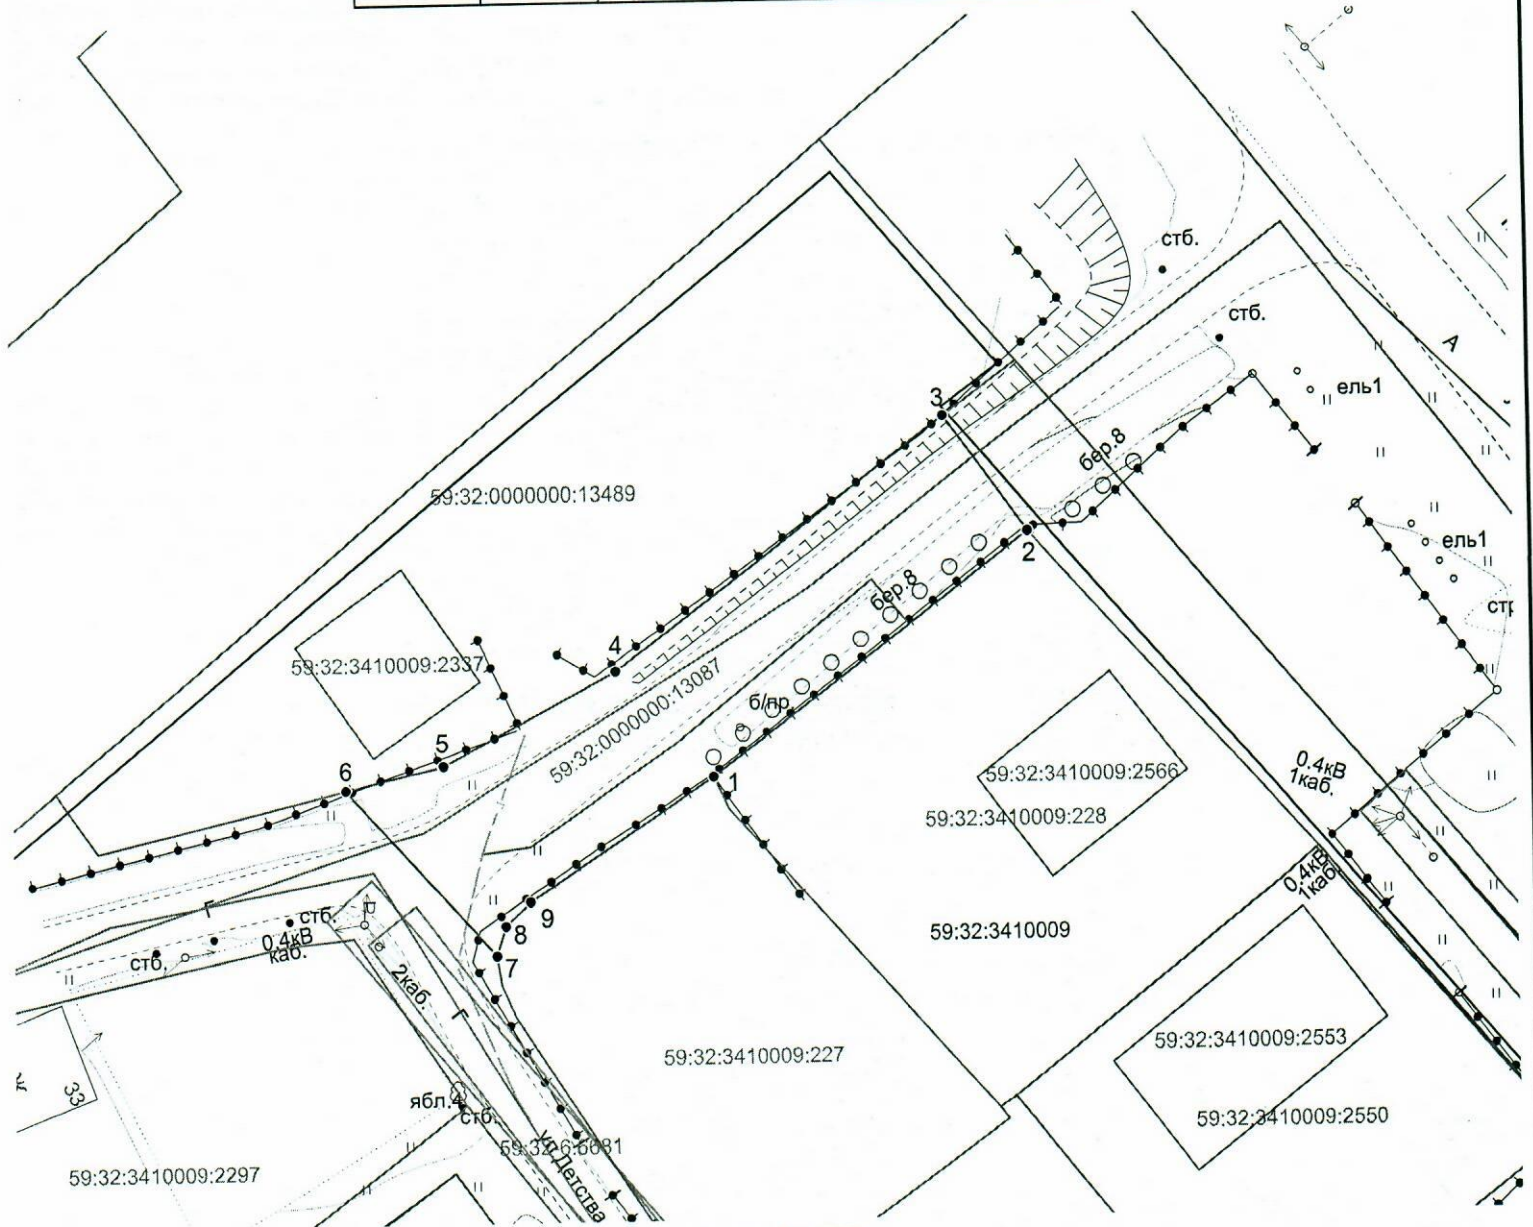 стб.
стб.
А
ель1
3
бер.8
59:32:0000000:13489
2
ель1
бер.8
4
59:32:3410009:2337
59:32:0000000:13087
б/пр
5
6
1
59:32:3410009:2566
59:32:3410009:228
0.4кВ
1каб.
0.4кВ
1каб.
9
8
7
Г
стб.
0.4кВ
каб.
стб.
2каб.
Г
59:32:3410009
59:32:3410009:227
59:32:3410009:2553
59:32:3410009:2550
33
ябл.4
стб.
ул Детства
59:32:3410009:2297